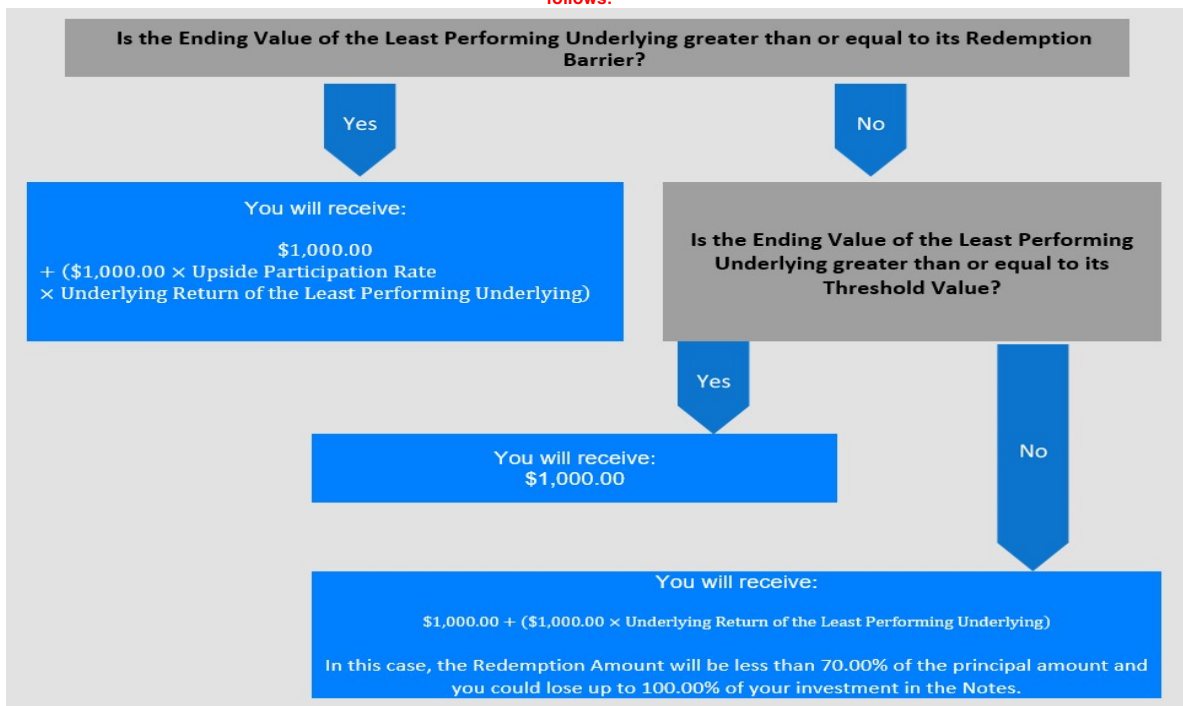 follows:
Is the Ending Value of the Least Performing Underlying greater than or equal to its Redemption
Barrier?
Yes
No
You will receive:
$1,000.00
+ ($1,000.00 × Upside Participation Rate
× Underlying Return of the Least Performing Underlying)
Is the Ending Value of the Least Performing
Underlying greater than or equal to its
Threshold Value?
Yes
No
You will receive:
$1,000.00
You will receive:
$1,000.00 + ($1,000.00 × Underlying Return of the Least Performing Underlying)
In this case, the Redemption Amount will be less than 70.00% of the principal amount and
you could lose up to 100.00% of your investment in the Notes.